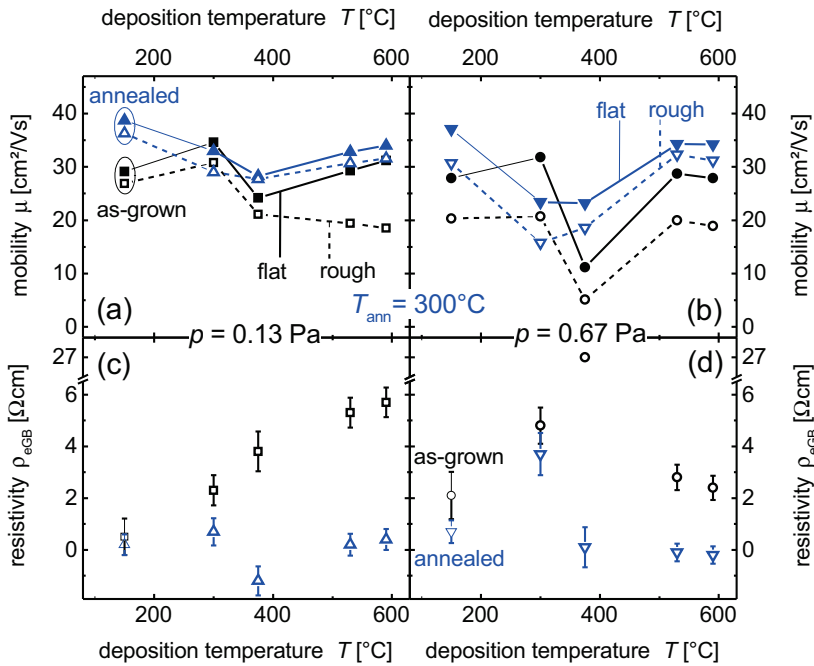 deposition temperature T [°C] deposition temperature T [°C]
200 400 600 200 400 600
mobility μ [cm²/Vs]
40
30
20
10
0
annealed
as-grown
flat
rough
(a)
flat
rough
(b)
40
30
20
10
0
mobility μ [cm²/Vs]
T_ann = 300°C
p = 0.13 Pa p = 0.67 Pa
resistivity ρ_eGB [Ωcm]
27
6
4
2
0
(c)
as-grown
annealed
(d)
27
6
4
2
0
resistivity ρ_eGB [Ωcm]
200 400 600 200 400 600
deposition temperature T [°C] deposition temperature T [°C]